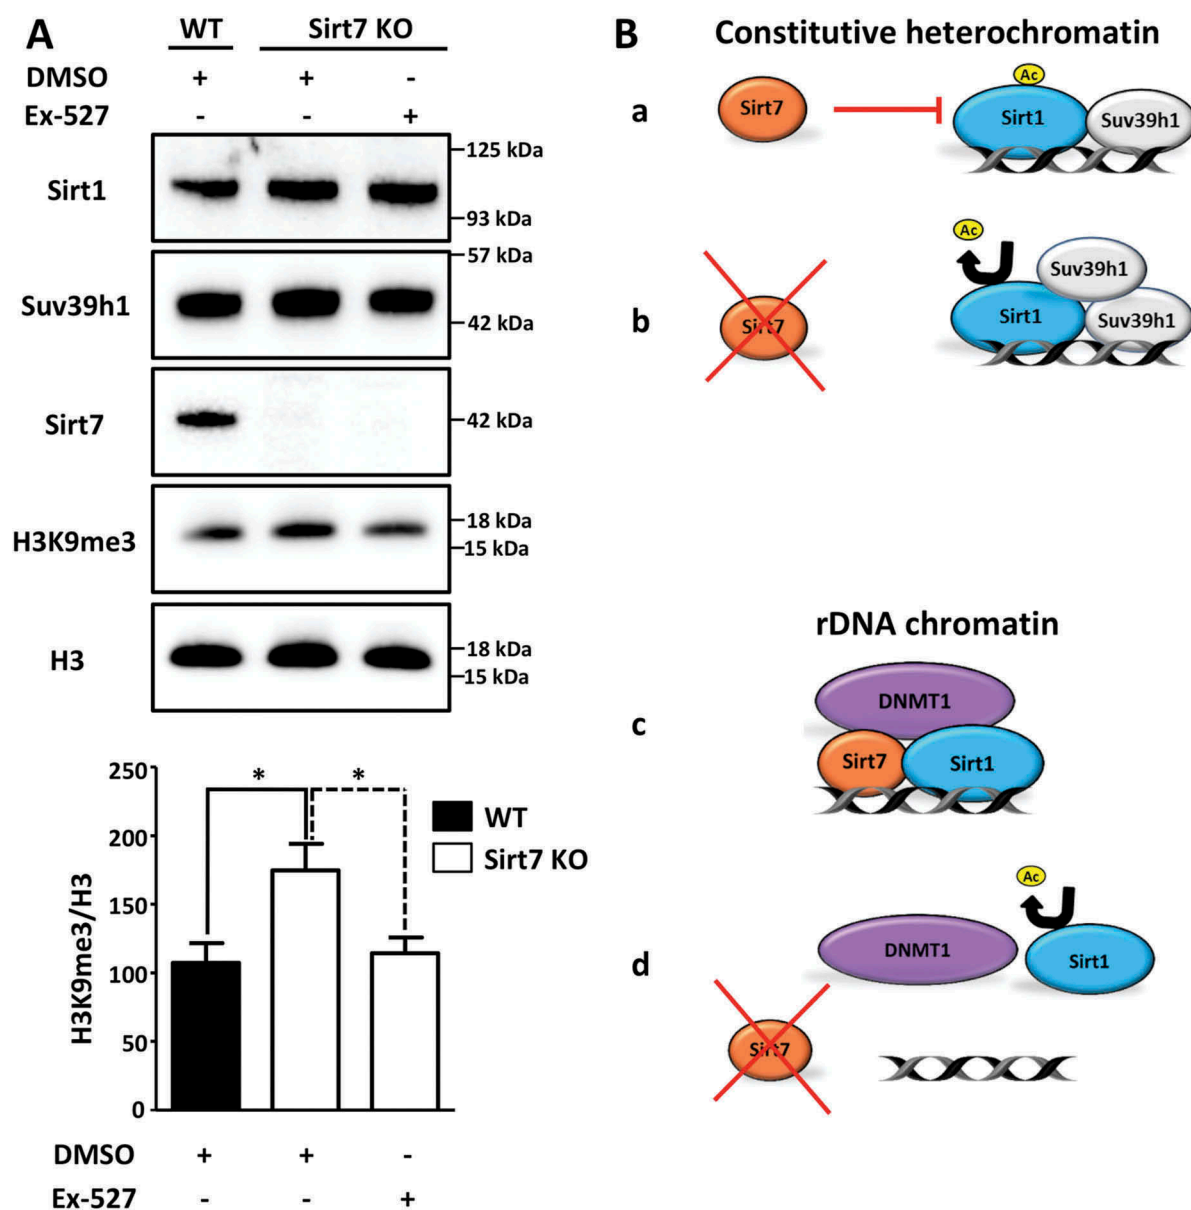 A
WT Sirt7 KO
DMSO + + -
Ex-527 - - +
Sirt1
125 kDa
93 kDa
Suv39h1
57 kDa
42 kDa
Sirt7
42 kDa
H3K9me3
18 kDa
15 kDa
H3
18 kDa
15 kDa
H3K9me3/H3
250
200
150
100
50
0
* *
WT
Sirt7 KO
DMSO + + -
Ex-527 - - +
B
Constitutive heterochromatin
a
Sirt7
Ac
Sirt1
Suv39h1
b
Sirt7
Ac
Suv39h1
Sirt1
Suv39h1
rDNA chromatin
c
DNMT1
Sirt7
Sirt1
d
Ac
DNMT1
Sirt1
Sirt7